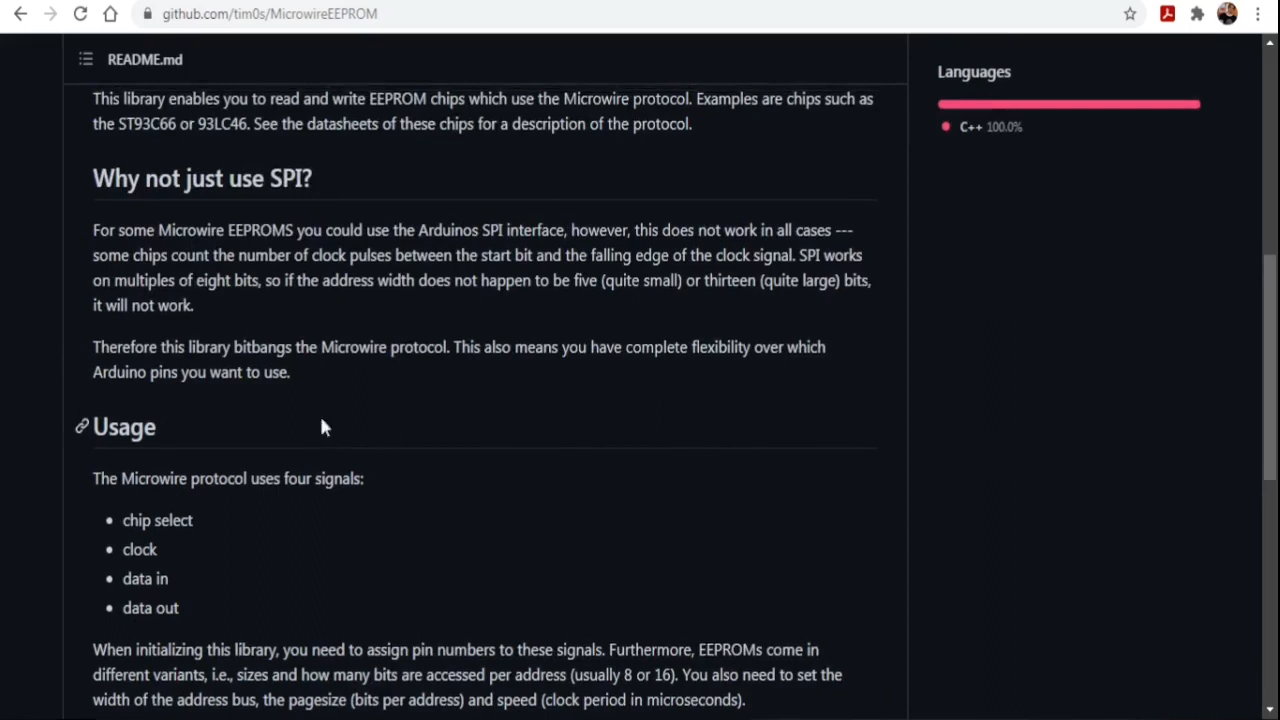 github.com/tim0s/MicrowireEEPROM
README.md
This library enables you to read and write EEPROM chips which use the Microwire protocol. Examples are chips such as
the ST93C66 or 93LC46. See the datasheets of these chips for a description of the protocol.
Why not just use SPI?
For some Microwire EEPROMS you could use the Arduinos SPI interface, however, this does not work in all cases ---
some chips count the number of clock pulses between the start bit and the falling edge of the clock signal. SPI works
on multiples of eight bits, so if the address width does not happen to be five (quite small) or thirteen (quite large) bits,
it will not work.
Therefore this library bitbangs the Microwire protocol. This also means you have complete flexibility over which
Arduino pins you want to use.
Usage
The Microwire protocol uses four signals:
• chip select
• clock
• data in
• data out
When initializing this library, you need to assign pin numbers to these signals. Furthermore, EEPROMs come in
different variants, i.e., sizes and how many bits are accessed per address (usually 8 or 16). You also need to set the
width of the address bus, the pagesize (bits per address) and speed (clock period in microseconds).
Languages
C++ 100.0%